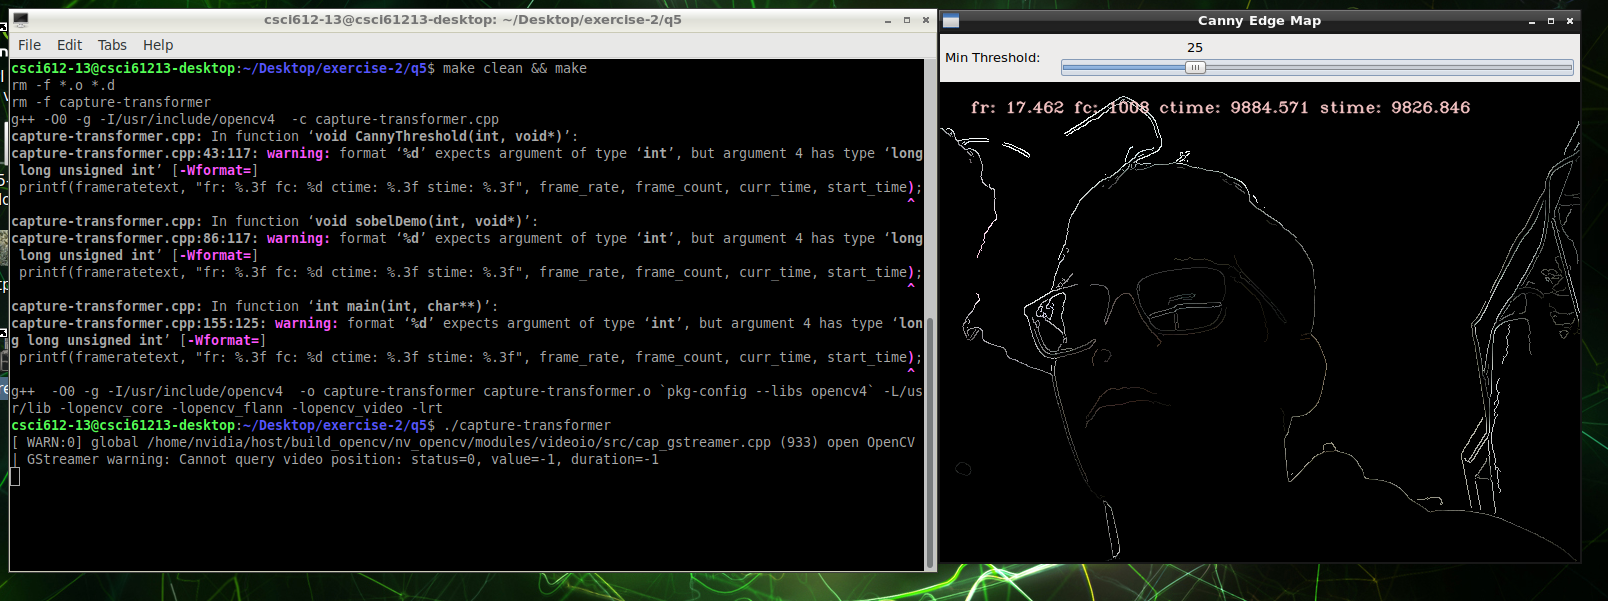 csci612-13@csci61213-desktop: ~/Desktop/exercise-2/q5
File Edit Tabs Help
csci612-13@csci61213-desktop:~/Desktop/exercise-2/q5$ make clean && make
rm -f *.o *.d
rm -f capture-transformer
g++ -O0 -g -I/usr/include/opencv4  -c capture-transformer.cpp
capture-transformer.cpp: In function ‘void CannyThreshold(int, void*)’:
capture-transformer.cpp:43:117: warning: format ‘%d’ expects argument of type ‘int’, but argument 4 has type ‘long
 long unsigned int’ [-Wformat=]
 printf(frameratetext, "fr: %.3f fc: %d ctime: %.3f stime: %.3f", frame_rate, frame_count, curr_time, start_time);
^
capture-transformer.cpp: In function ‘void sobelDemo(int, void*)’:
capture-transformer.cpp:86:117: warning: format ‘%d’ expects argument of type ‘int’, but argument 4 has type ‘long
 long unsigned int’ [-Wformat=]
 printf(frameratetext, "fr: %.3f fc: %d ctime: %.3f stime: %.3f", frame_rate, frame_count, curr_time, start_time);
^
capture-transformer.cpp: In function ‘int main(int, char**)’:
capture-transformer.cpp:155:125: warning: format ‘%d’ expects argument of type ‘int’, but argument 4 has type ‘lon
g long unsigned int’ [-Wformat=]
 printf(frameratetext, "fr: %.3f fc: %d ctime: %.3f stime: %.3f", frame_rate, frame_count, curr_time, start_time);
^
g++  -O0 -g -I/usr/include/opencv4  -o capture-transformer capture-transformer.o `pkg-config --libs opencv4` -L/us
r/lib -lopencv_core -lopencv_flann -lopencv_video -lrt
csci612-13@csci61213-desktop:~/Desktop/exercise-2/q5$ ./capture-transformer
[ WARN:0] global /home/nvidia/host/build_opencv/nv_opencv/modules/videoio/src/cap_gstreamer.cpp (933) open OpenCV
| GStreamer warning: Cannot query video position: status=0, value=-1, duration=-1
Canny Edge Map
25
Min Threshold:
fr: 17.462 fc: 1008 ctime: 9884.571 stime: 9826.846